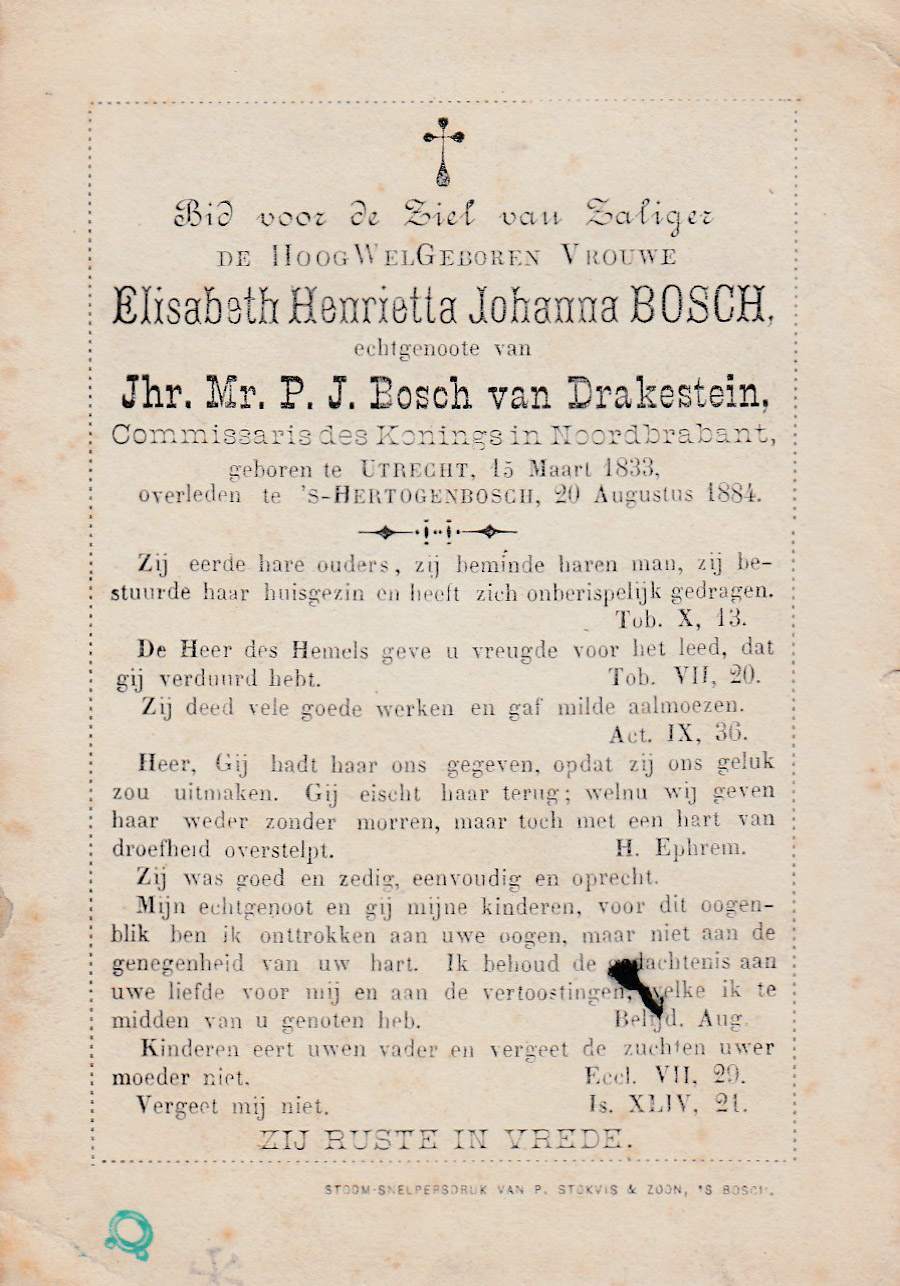 Bid voor de Ziel van Zaliger
DE HOOGWELGEBOREN VROUWE
Elisabeth Henrietta Johanna BOSCH,
echtgenoote van
Jhr. Mr. P. J. Bosch van Drakestein,
Commissaris des Konings in Noordbrabant,
geboren te UTRECHT, 15 Maart 1833,
overleden te 'S-HERTOGENBOSCH, 20 Augustus 1884.
Zij eerde hare ouders, zij beminde haren man, zij be-
stuurde haar huisgezin en heeft zich onberispelijk gedragen.
Tob. X, 13.
De Heer des Hemels geve u vreugde voor het leed, dat
gij verduurd hebt. Tob. VII, 20.
Zij deed vele goede werken en gaf milde aalmoezen.
Act. IX, 36.
Heer, Gij hadt haar ons gegeven, opdat zij ons geluk
zou uitmaken. Gij eischt haar terug; welnu wij geven
haar weder zonder morren, maar toch met een hart van
droefheid overstelpt. H. Ephrem.
Zij was goed en zedig, eenvoudig en oprecht.
Mijn echtgenoot en gij mijne kinderen, voor dit oogen-
blik ben ik onttrokken aan uwe oogen, maar niet aan de
genegenheid van uw hart. Ik behoud de gedachtenis aan
uwe liefde voor mij en aan de vertoostingen, welke ik te
midden van u genoten heb. Belijd. Aug.
Kinderen eert uwen vader en vergeet de zuchten uwer
moeder niet. Eccl. VII, 29.
Vergeet mij niet. Is. XLIV, 21.
ZIJ RUSTE IN VREDE.
STOOM-SNELPERSDRUK VAN P. STOKVIS & ZOON, 'S BOSCH.